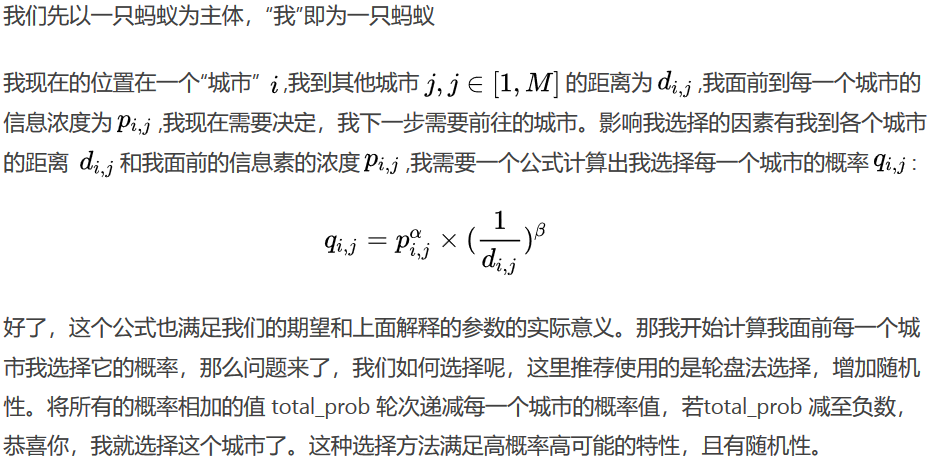 我们先以一只蚂蚁为主体，“我”即为一只蚂蚁
我现在的位置在一个“城市” i ,我到其他城市 j, j ∈ [1, M] 的距离为 d_{i,j} ,我面前到每一个城市的
信息浓度为 p_{i,j} ,我现在需要决定，我下一步需要前往的城市。影响我选择的因素有我到各个城市
的距离 d_{i,j} 和我面前的信息素的浓度 p_{i,j} ,我需要一个公式计算出我选择每一个城市的概率 q_{i,j} :
q_{i,j} = p_{i,j}^{α} × (\frac{1}{d_{i,j}})^{β}
好了，这个公式也满足我们的期望和上面解释的参数的实际意义。那我开始计算我面前每一个城
市我选择它的概率，那么问题来了，我们如何选择呢，这里推荐使用的是轮盘法选择，增加随机
性。将所有的概率相加的值 total_prob 轮次递减每一个城市的概率值，若total_prob 减至负数，
恭喜你，我就选择这个城市了。这种选择方法满足高概率高可能的特性，且有随机性。